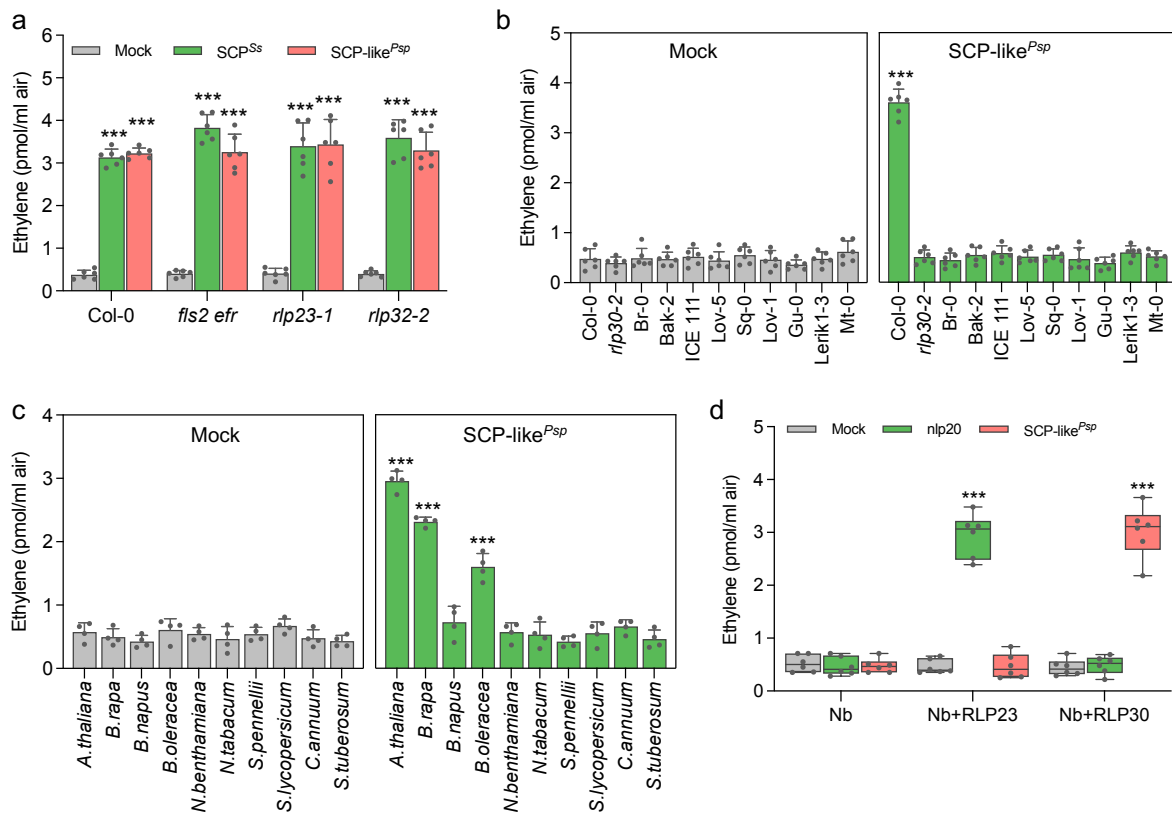 a
Ethylene (pmol/ml air)
6
5
4
3
2
1
0
Mock
SCP^Ss
SCP-like^Psp
***
***
***
***
***
***
***
***
Col-0
fls2 efr
rlp23-1
rlp32-2
b
Ethylene (pmol/ml air)
5
4
3
2
1
0
Mock
SCP-like^Psp
***
Col-0
rlp30-2
Br-0
Bak-2
ICE 111
Lov-5
Sq-0
Lov-1
Gu-0
Lerik1-3
Mt-0
Col-0
rlp30-2
Br-0
Bak-2
ICE 111
Lov-5
Sq-0
Lov-1
Gu-0
Lerik1-3
Mt-0
c
Ethylene (pmol/ml air)
4
3
2
1
0
Mock
SCP-like^Psp
***
***
***
A.thaliana
B.rapa
B.napus
B.oleracea
N.benthamiana
N.tabacum
S.pennellii
S.lycopersicum
C.annuum
S.tuberosum
A.thaliana
B.rapa
B.napus
B.oleracea
N.benthamiana
N.tabacum
S.pennellii
S.lycopersicum
C.annuum
S.tuberosum
d
Ethylene (pmol/ml air)
5
4
3
2
1
0
Mock
nlp20
SCP-like^Psp
***
***
Nb
Nb+RLP23
Nb+RLP30